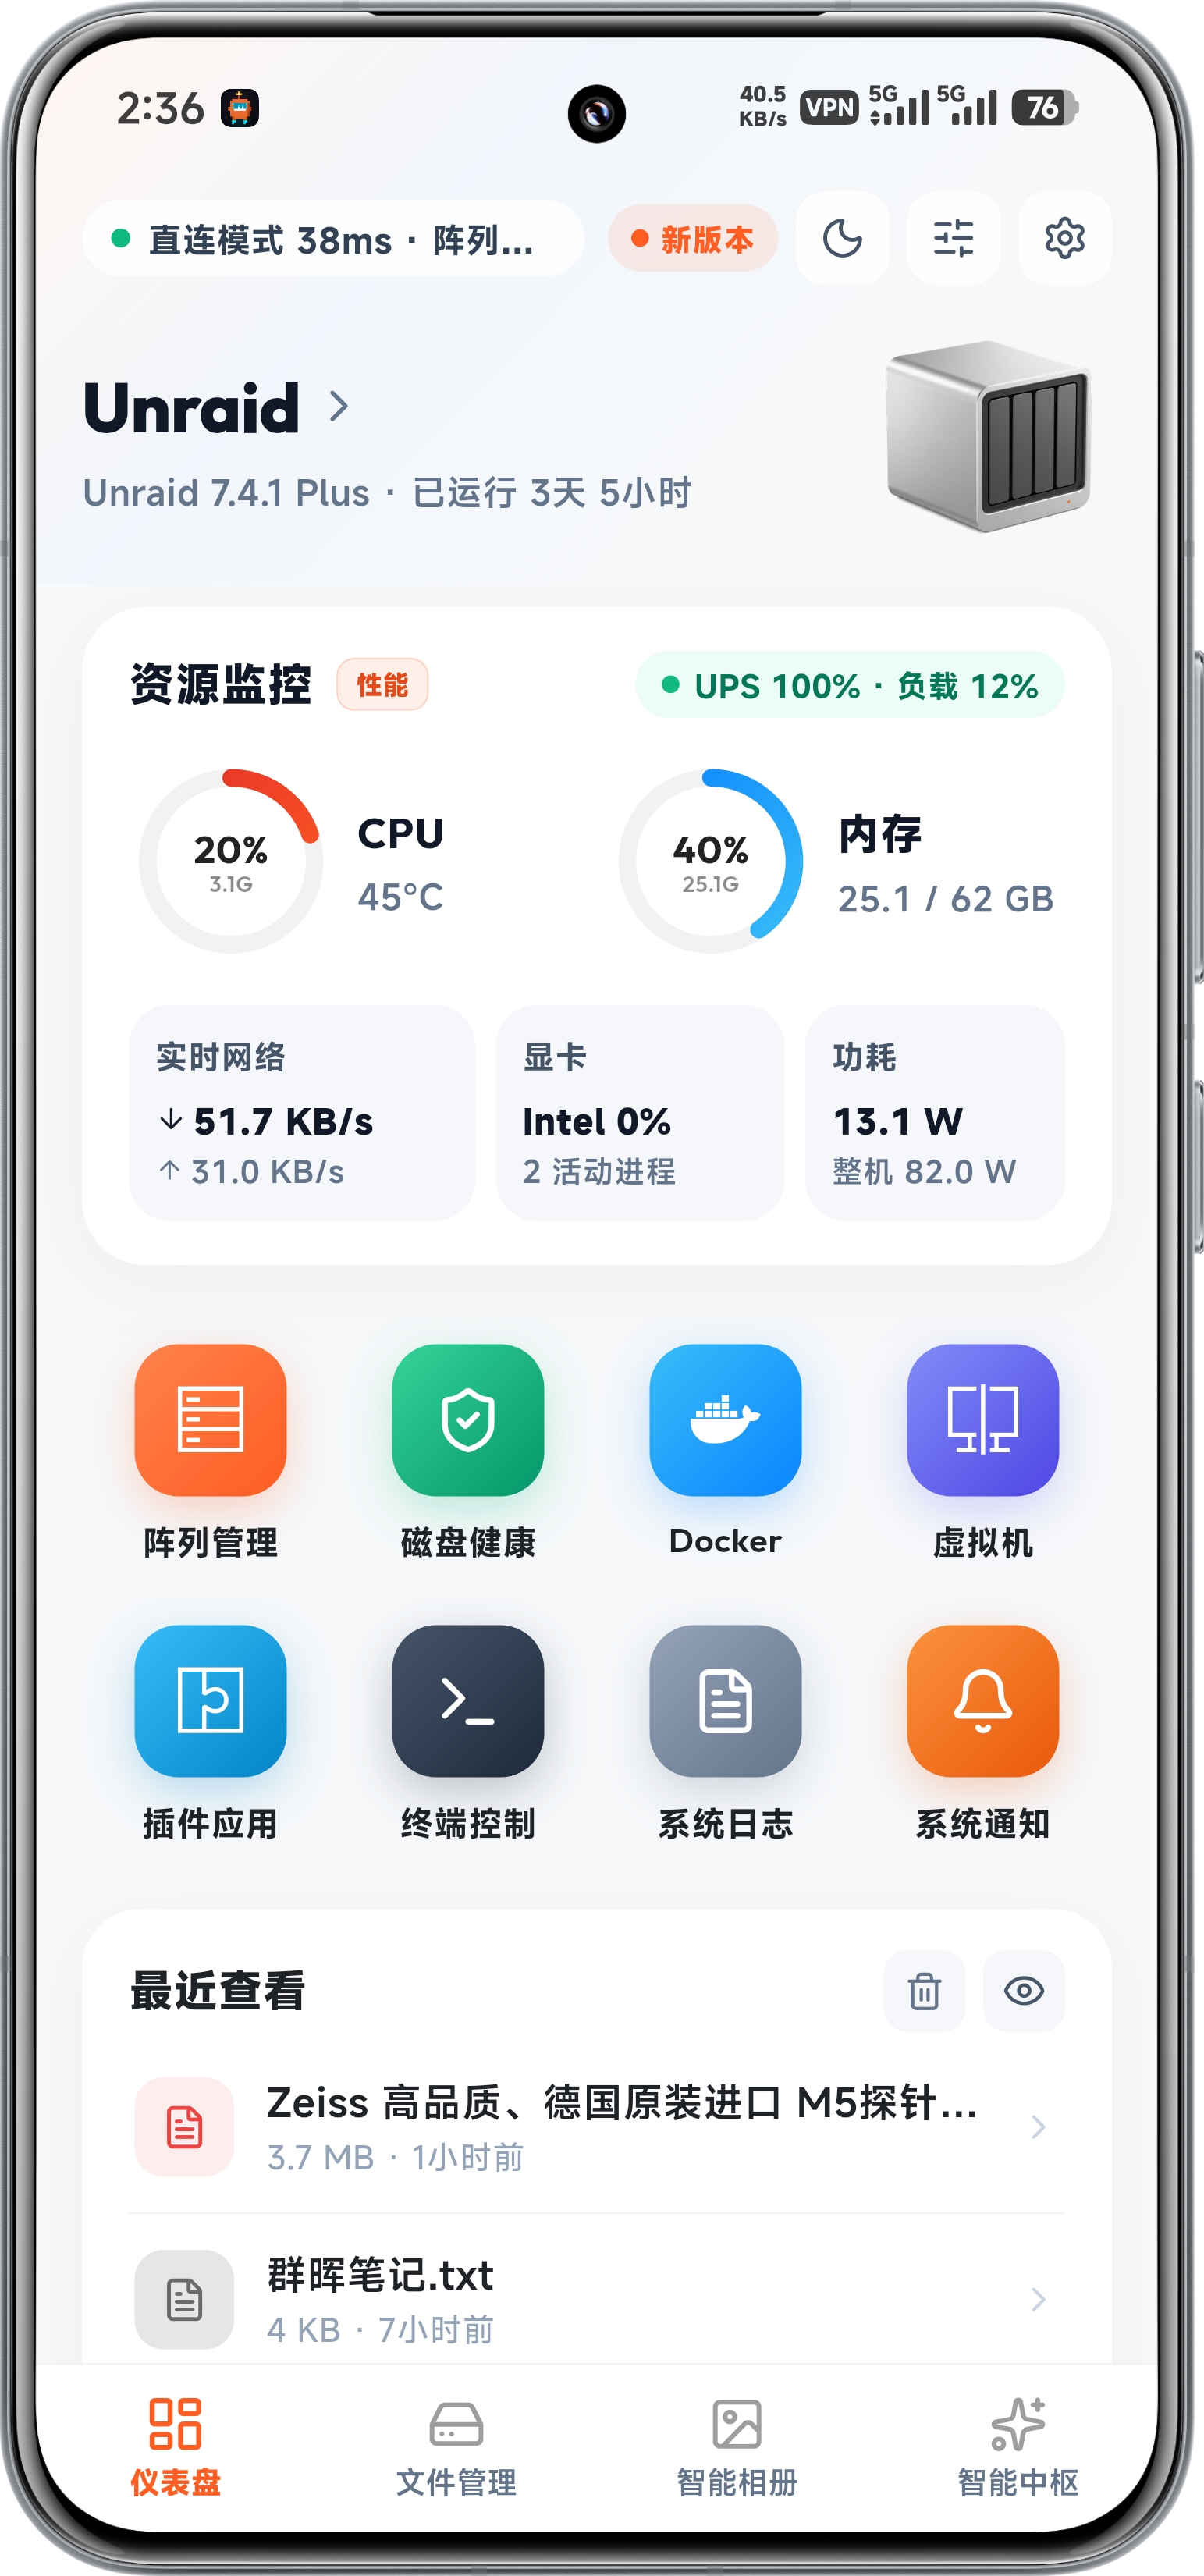 2:36
40.5 KB/s VPN 5G 5G 76
直连模式 38ms · 阵列...
新版本
Unraid
Unraid 7.4.1 Plus · 已运行 3天 5小时
资源监控 性能
UPS 100% · 负载 12%
20%
3.1G
CPU
45°C
40%
25.1G
内存
25.1 / 62 GB
实时网络
↓ 51.7 KB/s
↑ 31.0 KB/s
显卡
Intel 0%
2 活动进程
功耗
13.1 W
整机 82.0 W
阵列管理
磁盘健康
Docker
虚拟机
插件应用
终端控制
系统日志
系统通知
最近查看
Zeiss 高品质、德国原装进口 M5探针...
3.7 MB · 1小时前
群晖笔记.txt
4 KB · 7小时前
仪表盘
文件管理
智能相册
智能中枢